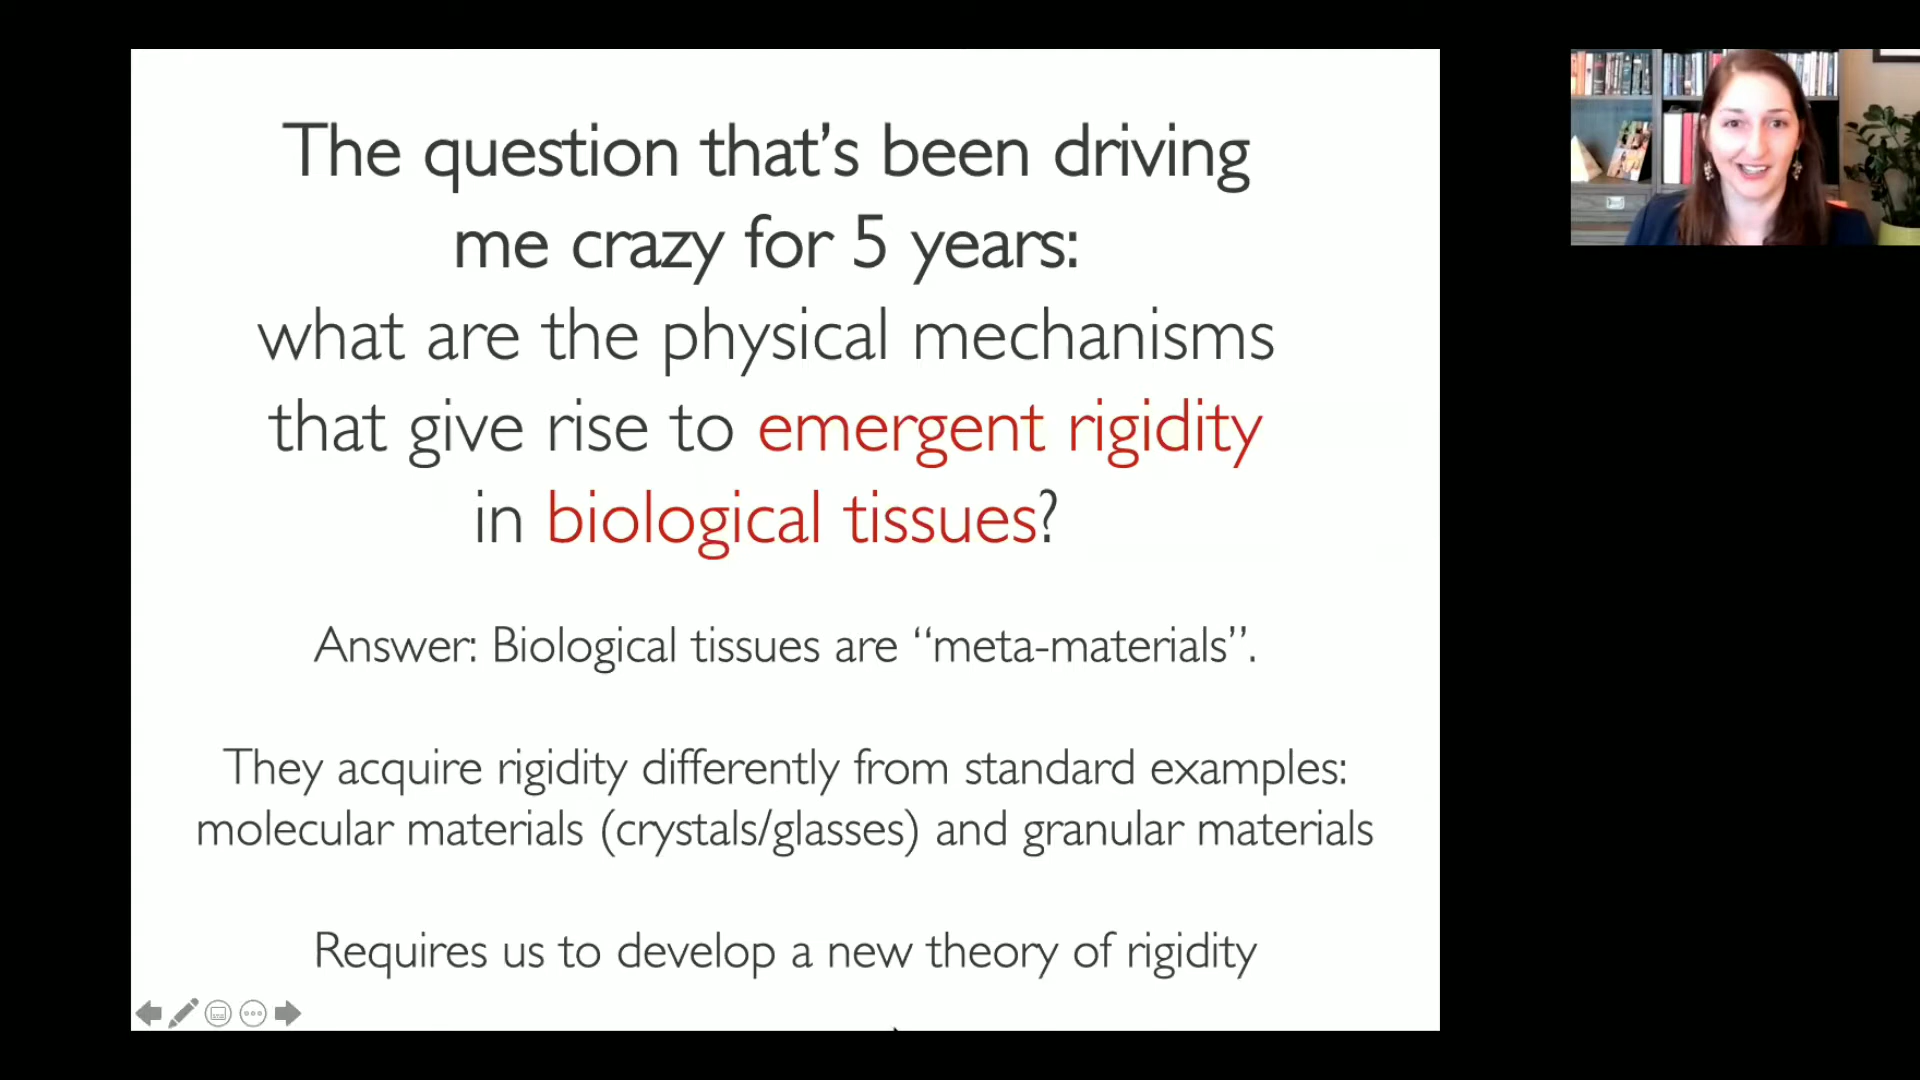 The question that’s been driving
me crazy for 5 years:
what are the physical mechanisms
that give rise to emergent rigidity
in biological tissues?
Answer: Biological tissues are “meta-materials”.
They acquire rigidity differently from standard examples:
molecular materials (crystals/glasses) and granular materials
Requires us to develop a new theory of rigidity